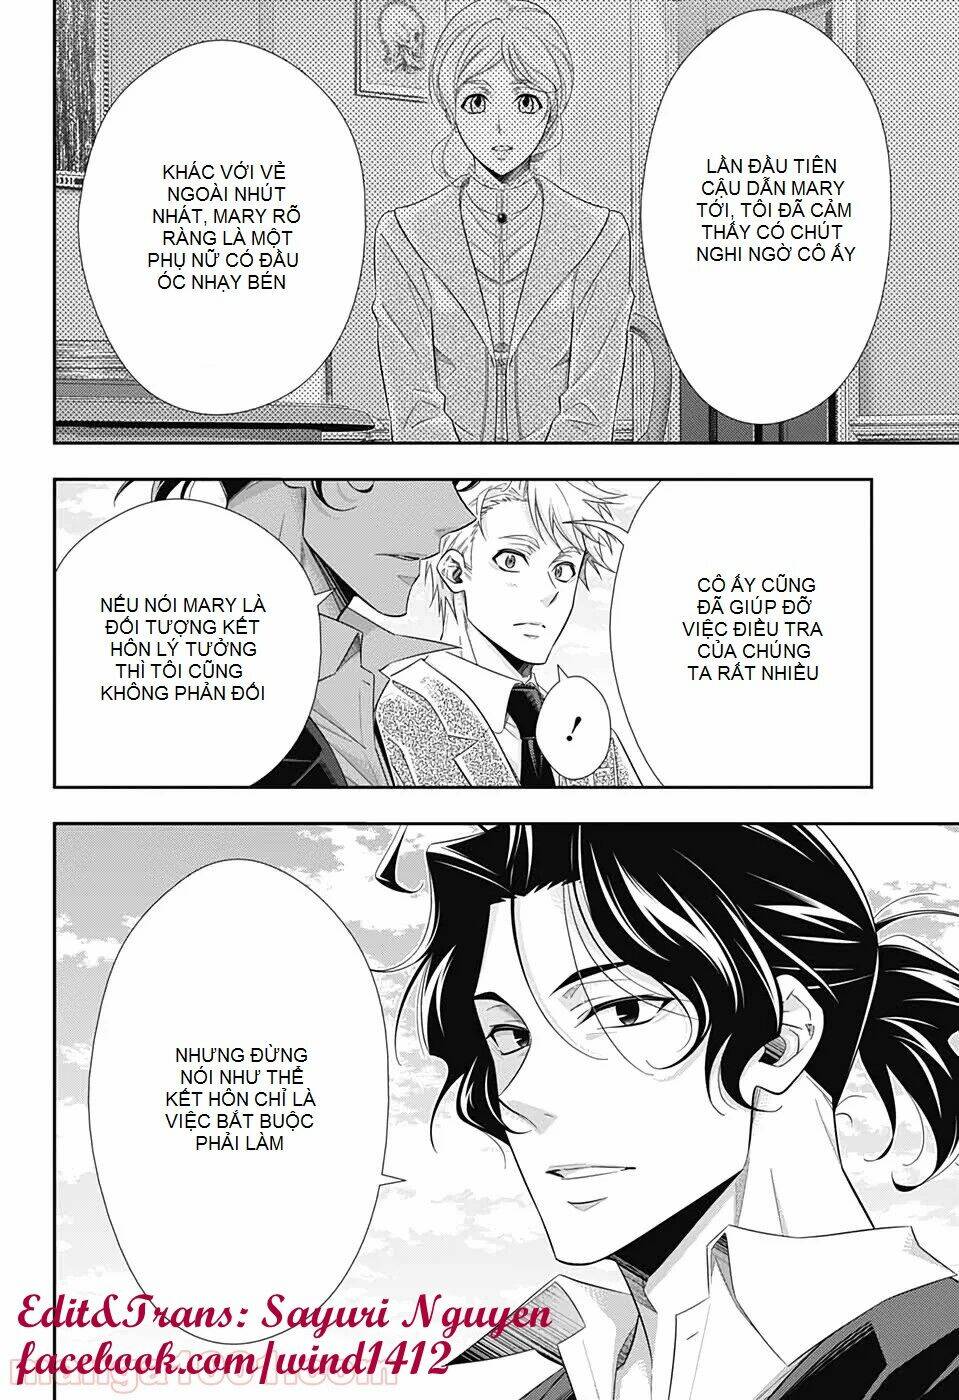 LẦN ĐẦU TIÊN
CẬU DẪN MARY
TỚI, TÔI ĐÃ CẢM
THẤY CÓ CHÚT
NGHI NGỜ CÔ ẤY
KHÁC VỚI VẺ
NGOÀI NHÚT
NHÁT, MARY RÕ
RÀNG LÀ MỘT
PHỤ NỮ CÓ ĐẦU
ÓC NHẠY BÉN
CÔ ẤY CŨNG
ĐÃ GIÚP ĐỠ
VIỆC ĐIỀU TRA
CỦA CHÚNG
TA RẤT NHIỀU
!
NẾU NÓI MARY LÀ
ĐỐI TƯỢNG KẾT
HÔN LÝ TƯỞNG
THÌ TÔI CŨNG
KHÔNG PHẢN ĐỐI
NHƯNG ĐỪNG
NÓI NHƯ THỂ
KẾT HÔN CHỈ LÀ
VIỆC BẮT BUỘC
PHẢI LÀM
Edit&Trans: Sayuri Nguyen
facebook.com/wind1412